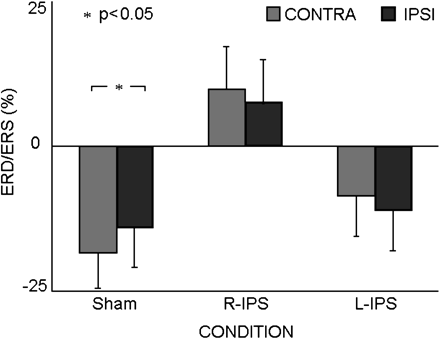 25
* p<0.05
CONTRA IPSI
*
ERD/ERS (%)
0
-25
Sham R-IPS L-IPS
CONDITION